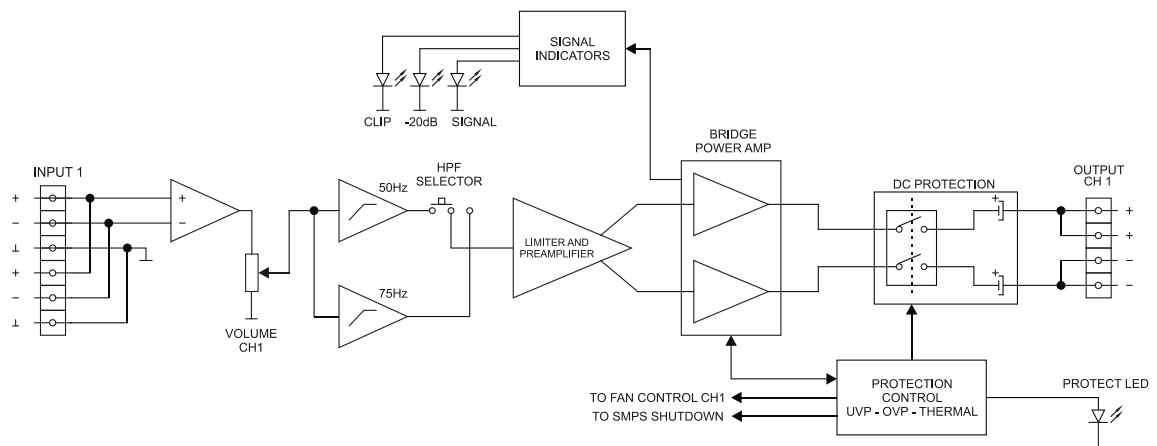 SIGNAL
INDICATORS
CLIP
-20dB
SIGNAL
BRIDGE
POWER AMP
INPUT 1
+
−
⊥
+
−
⊥
+
−
VOLUME
CH1
50Hz
75Hz
HPF
SELECTOR
LIMITER AND
PREAMPLIFIER
DC PROTECTION
+
+
OUTPUT
CH 1
+
+
−
−
TO FAN CONTROL CH1
TO SMPS SHUTDOWN
PROTECTION
CONTROL
UVP - OVP - THERMAL
PROTECT LED